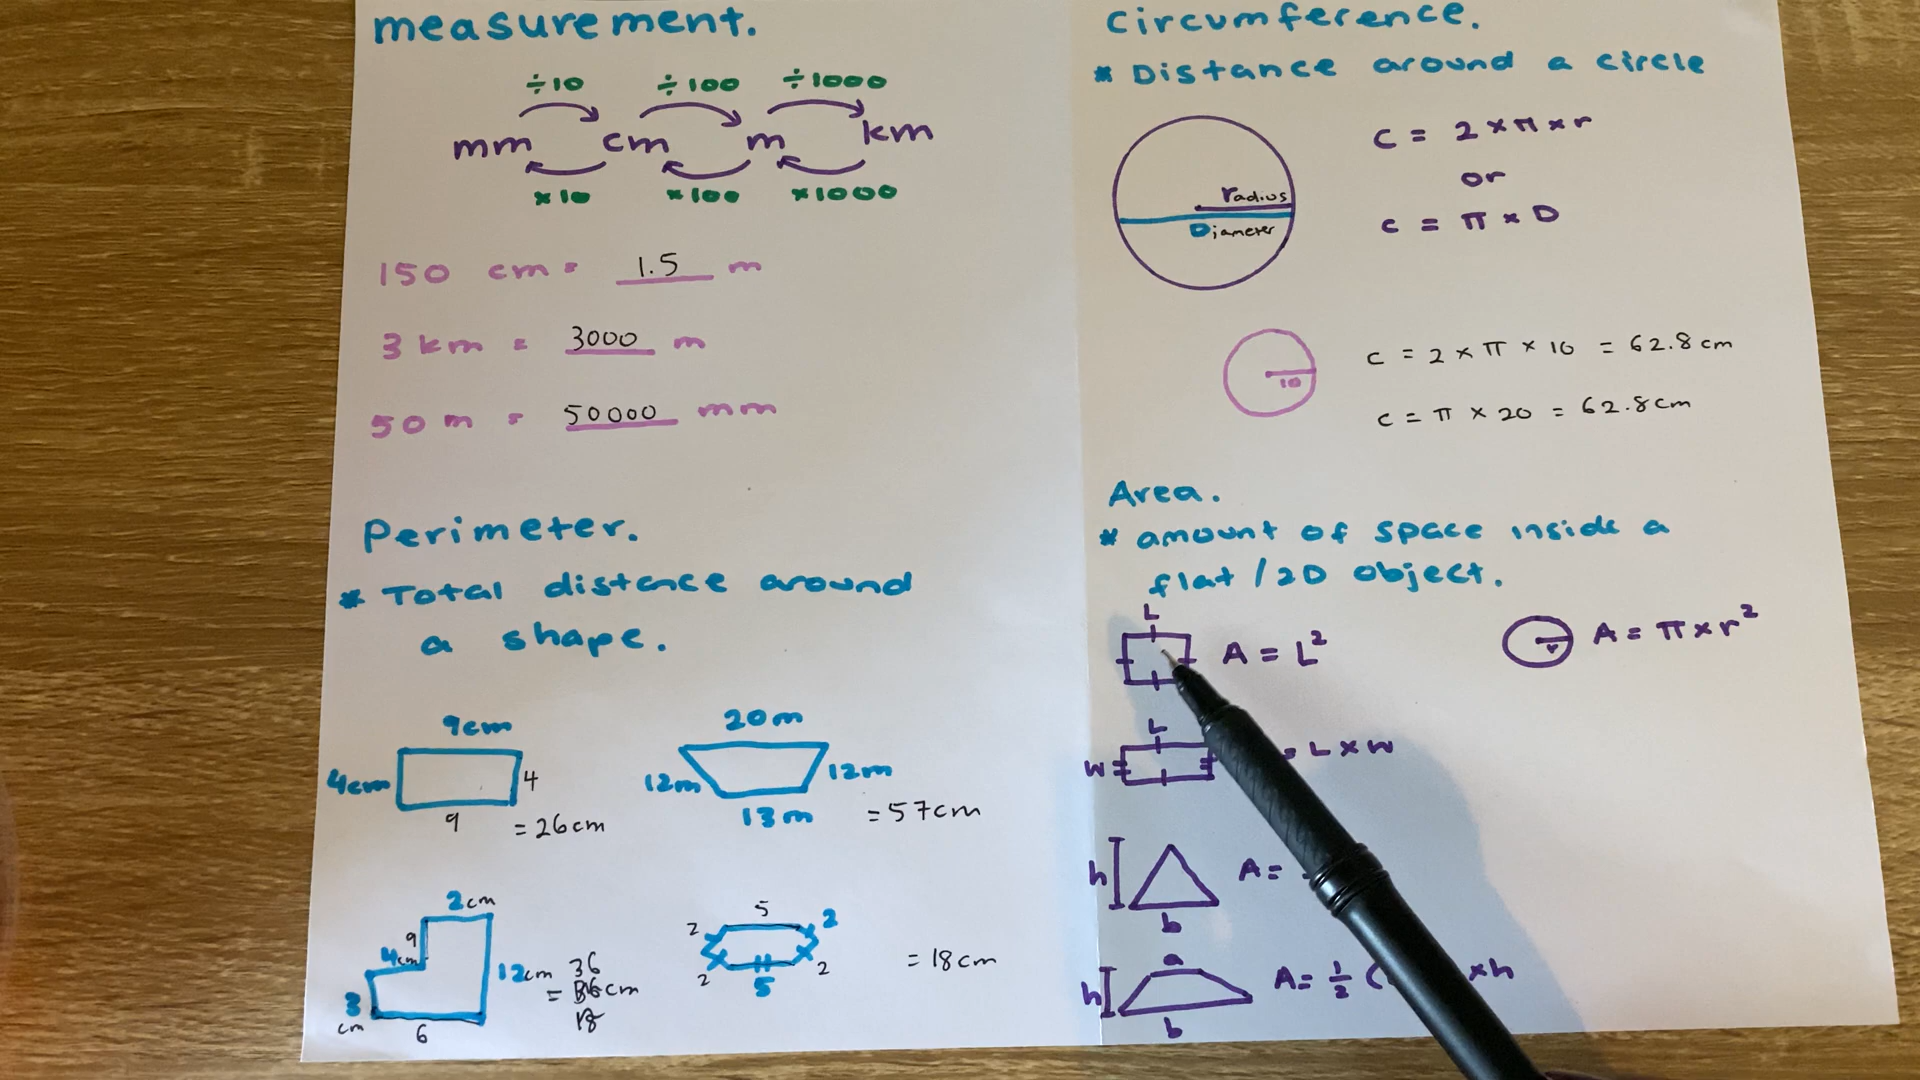 measurement.
÷10 ÷100 ÷1000
mm cm m km
×10 ×100 ×1000
150 cm = 1.5 m
3 km = 3000 m
50 m = 50000 mm
Perimeter.
* Total distance around
a shape.
9cm
4cm 4
9 = 26cm
20m
12m 12m
13m = 57cm
2cm
9
4cm
12cm 36
= cm
3
cm
6
18
5
2 2
2 2
5
= 18cm
Circumference.
* Distance around a circle
radius
Diameter
C = 2 × π × r
or
C = π × D
10
C = 2 × π × 10 = 62.8cm
C = π × 20 = 62.8cm
Area.
* amount of space inside a
flat / 2D object.
L
A = L²
r
A = π × r²
L
W
= L × W
h
b
A =
a
h
b
A = ½ ( × h